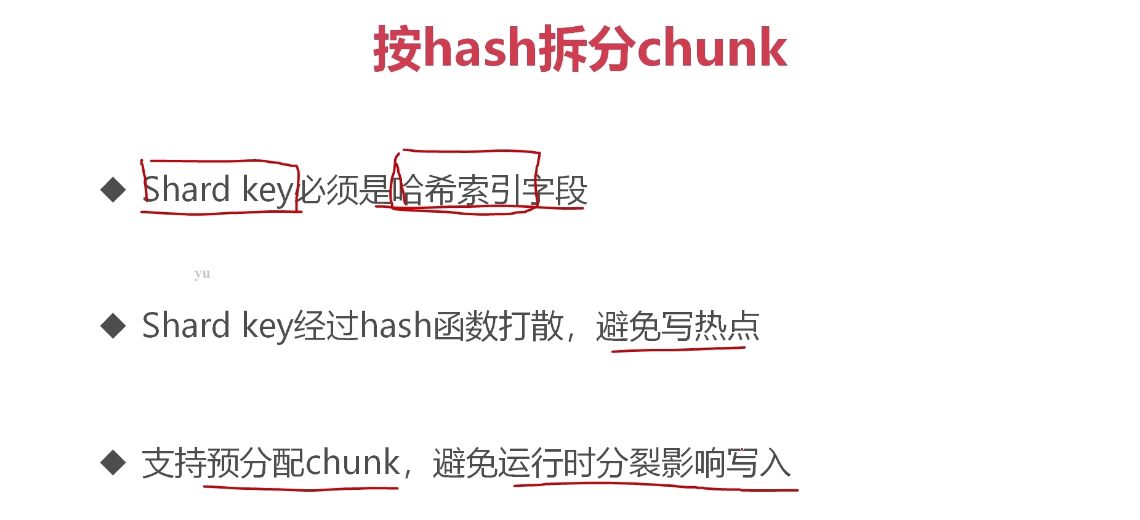 按hash拆分chunk
◆ Shard key必须是哈希索引字段
yu
◆ Shard key经过hash函数打散，避免写热点
◆ 支持预分配chunk，避免运行时分裂影响写入